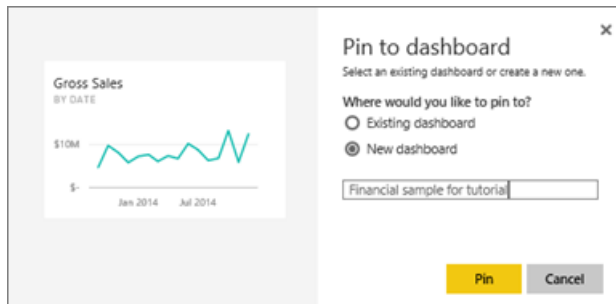 Gross Sales
BY DATE
$10M
$-
Jan 2014 Jul 2014
Pin to dashboard
Select an existing dashboard or create a new one.
Where would you like to pin to?
Existing dashboard
New dashboard
Financial sample for tutorial
Pin Cancel